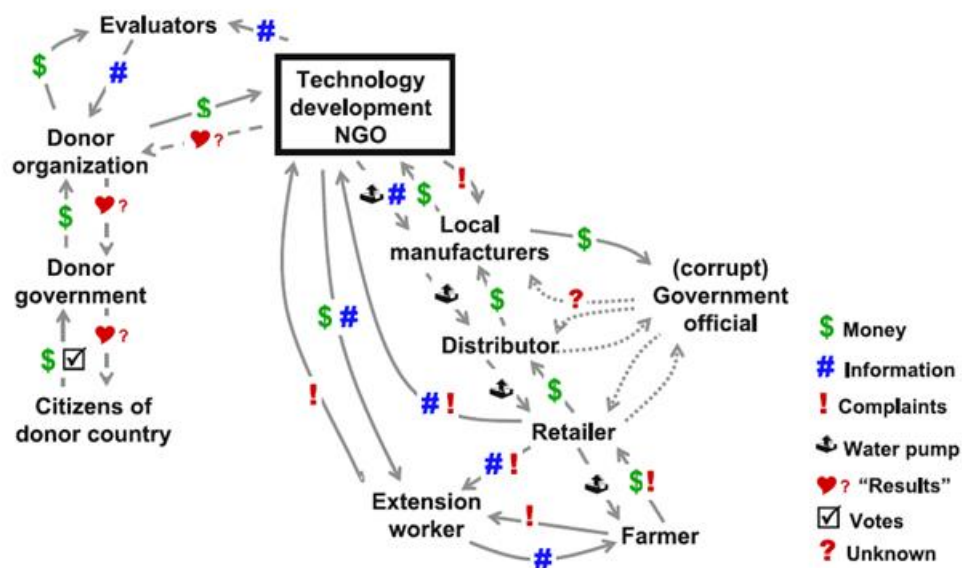 Evaluators
#
$
#
Technology
development
NGO
$
?
Donor
organization
$
?
!
#
$
Local
manufacturers
$
Donor
government
(corrupt)
Government
official
?
$
$ #
?
$
Distributor
$
Citizens of
donor country
!
# !
$
Retailer
# !
$ !
Extension
worker
!
Farmer
#
$ Money
# Information
! Complaints
Water pump
? "Results"
Votes
? Unknown